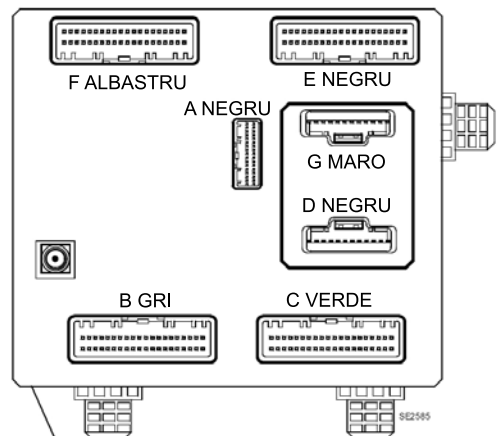 F ALBASTRU
E NEGRU
A NEGRU
G MARO
D NEGRU
B GRI
C VERDE
SE2585